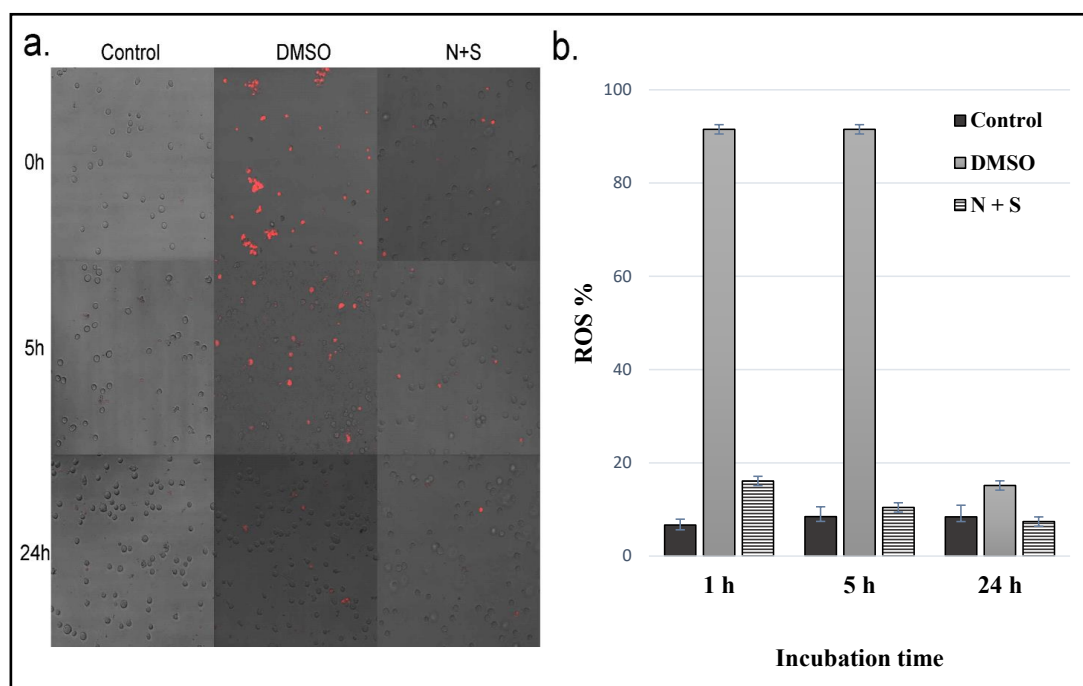 a.
Control DMSO N+S
0h
5h
24h
b.
100
80
60
40
20
0
ROS %
Control
DMSO
N + S
1 h 5 h 24 h
Incubation time